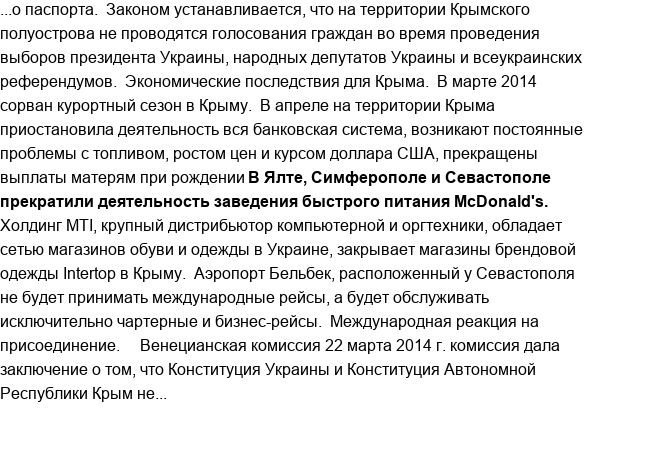 ...о паспорта.  Законом устанавливается, что на территории Крымского
полуострова не проводятся голосования граждан во время проведения
выборов президента Украины, народных депутатов Украины и всеукраинских
референдумов.  Экономические последствия для Крыма.  В марте 2014
сорван курортный сезон в Крыму.  В апреле на территории Крыма
приостановила деятельность вся банковская система, возникают постоянные
проблемы с топливом, ростом цен и курсом доллара США, прекращены
выплаты матерям при рождении В Ялте, Симферополе и Севастополе
прекратили деятельность заведения быстрого питания McDonald's.
Холдинг MTI, крупный дистрибьютор компьютерной и оргтехники, обладает
сетью магазинов обуви и одежды в Украине, закрывает магазины брендовой
одежды Intertop в Крыму.  Аэропорт Бельбек, расположенный у Севастополя
не будет принимать международные рейсы, а будет обслуживать
исключительно чартерные и бизнес-рейсы.  Международная реакция на
присоединение.    Венецианская комиссия 22 марта 2014 г. комиссия дала
заключение о том, что Конституция Украины и Конституция Автономной
Республики Крым не...